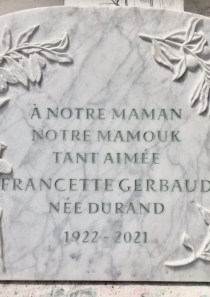 À NOTRE MAMAN
NOTRE MAMOUK
TANT AIMÉE
FRANCETTE GERBAUD
NÉE DURAND
1922 - 2021